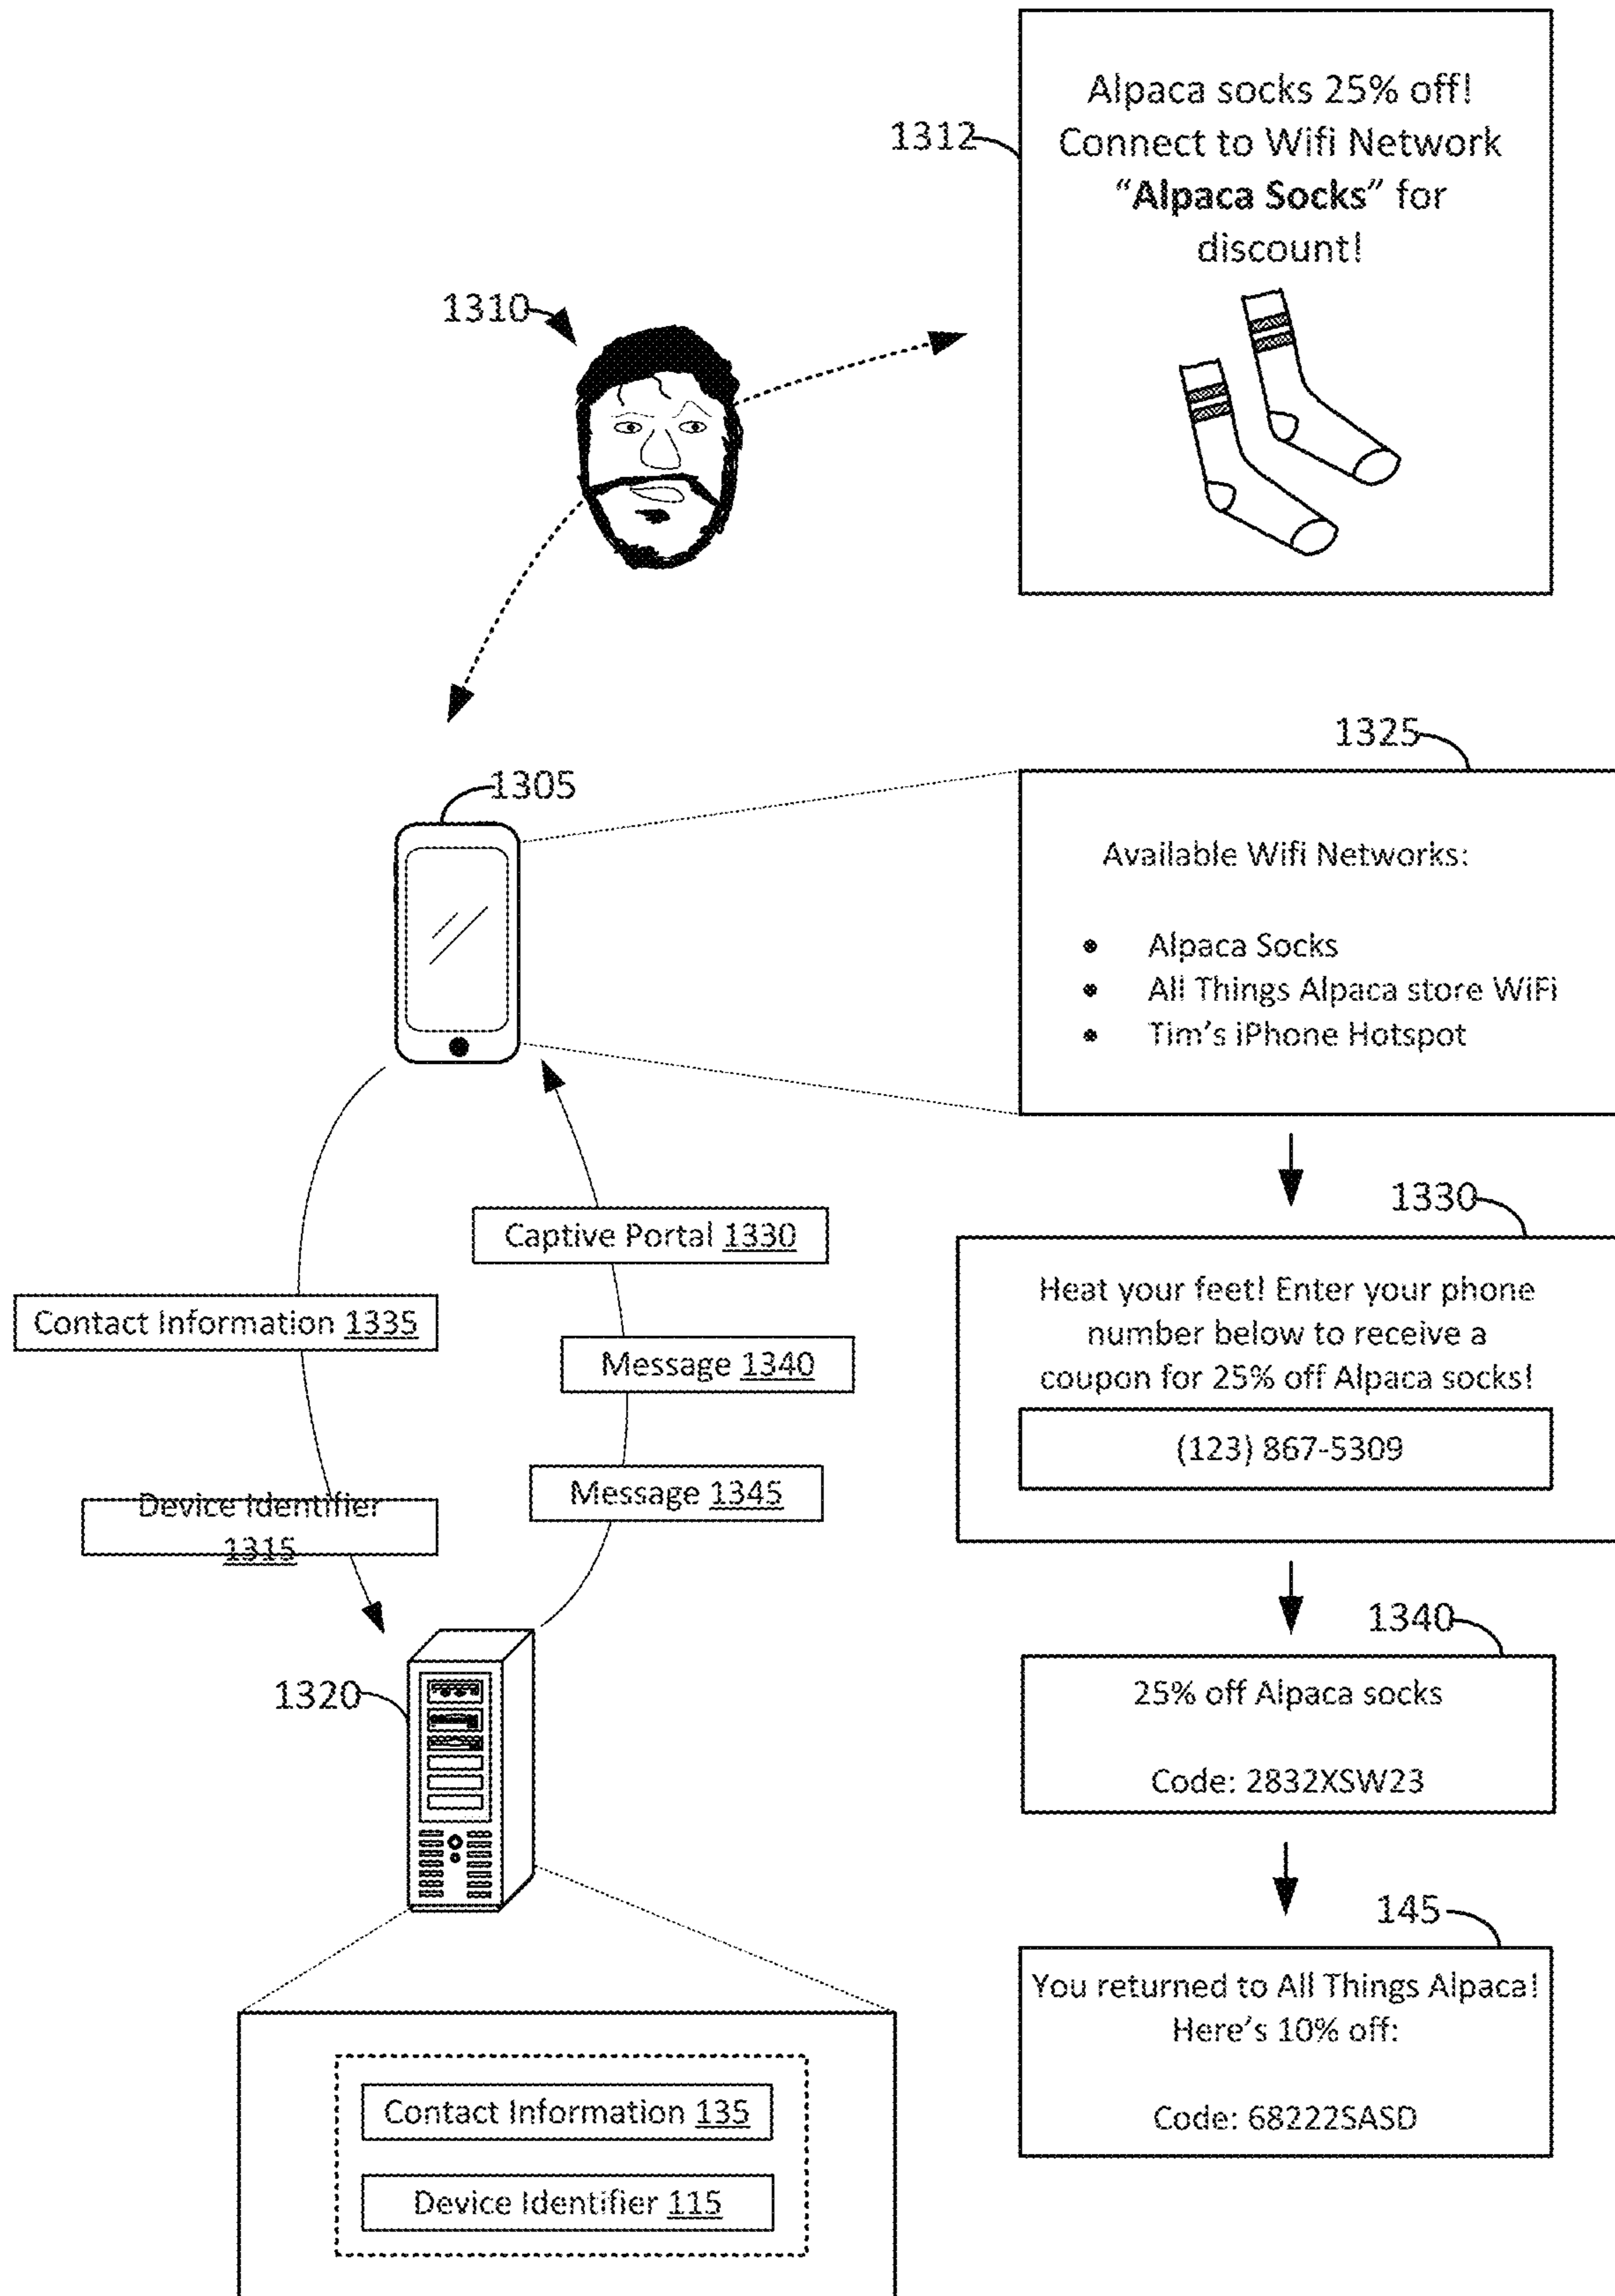 Alpaca socks 25% off!
Connect to Wifi Network
“Alpaca Socks” for
discount!
1312
1310
1305
1325
Available Wifi Networks:
• Alpaca Socks
• All Things Alpaca store WiFi
• Tim’s iPhone Hotspot
1330
Captive Portal 1330
Contact Information 1335
Message 1340
Message 1345
Device Identifier
1315
Heat your feet! Enter your phone
number below to receive a
coupon for 25% off Alpaca socks!
(123) 867-5309
1340
25% off Alpaca socks
Code: 2832XSW23
1320
145
You returned to All Things Alpaca!
Here’s 10% off:
Code: 68222SASD
Contact Information 135
Device Identifier 115